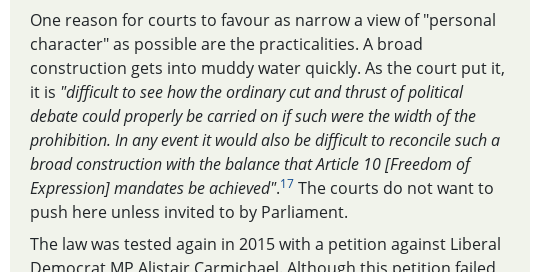 One reason for courts to favour as narrow a view of "personal
character" as possible are the practicalities. A broad
construction gets into muddy water quickly. As the court put it,
it is "difficult to see how the ordinary cut and thrust of political
debate could properly be carried on if such were the width of the
prohibition. In any event it would also be difficult to reconcile such a
broad construction with the balance that Article 10 [Freedom of
Expression] mandates be achieved".17 The courts do not want to
push here unless invited to by Parliament.
The law was tested again in 2015 with a petition against Liberal
Democrat MP Alistair Carmichael. Although this petition failed